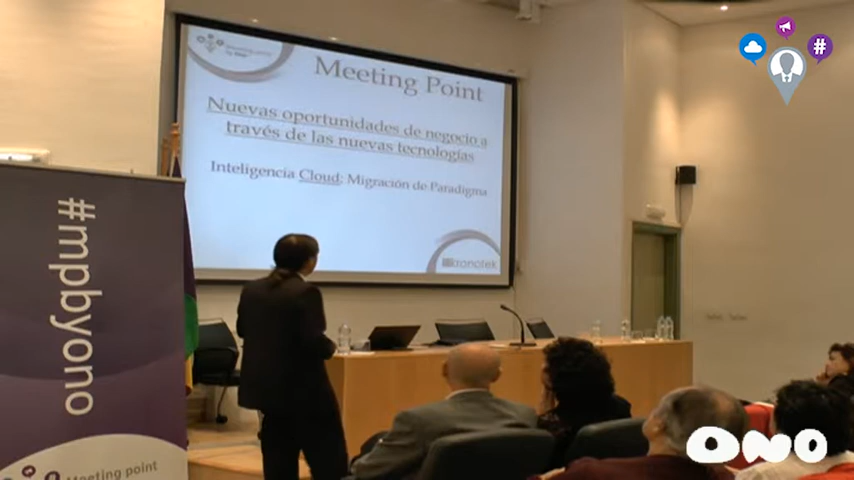 Meeting Point
Nuevas oportunidades de negocio a
través de las nuevas tecnologías
Inteligencia Cloud: Migración de Paradigma
kranotek
#mpbyono
Meeting point
#
ONO